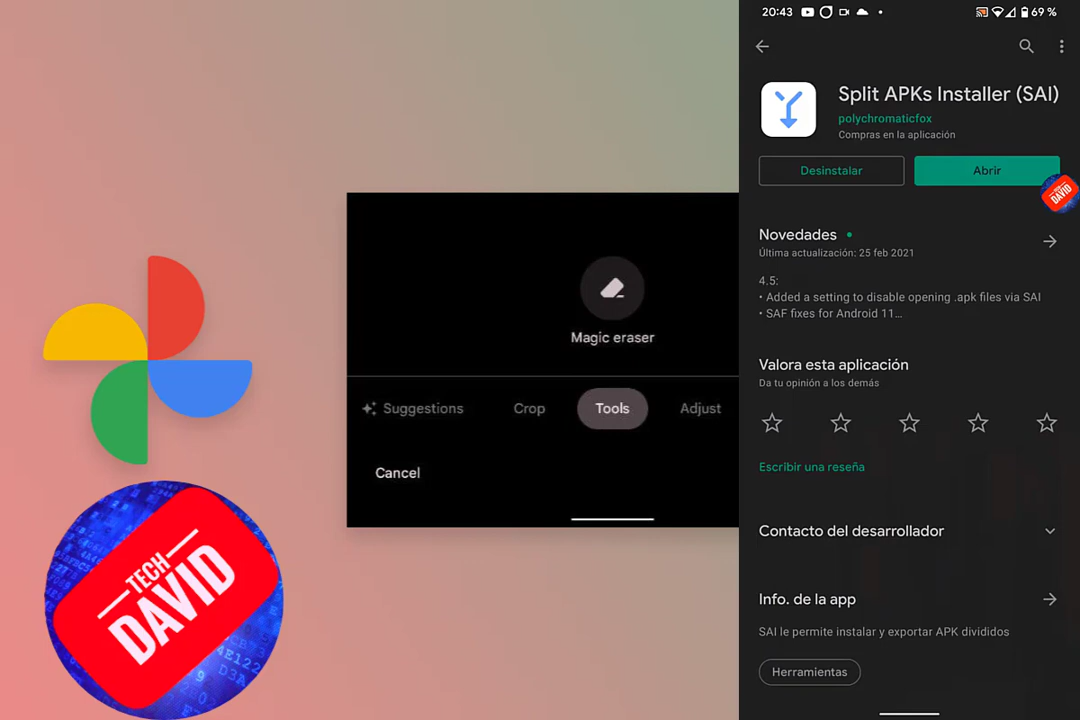 Magic eraser
Suggestions
Crop
Tools
Adjust
Cancel
TECH
DAVID
20:43
69 %
Split APKs Installer (SAI)
polychromaticfox
Compras en la aplicación
Desinstalar
Abrir
TECH
DAVID
Novedades
Última actualización: 25 feb 2021
4.5:
• Added a setting to disable opening .apk files via SAI
• SAF fixes for Android 11...
Valora esta aplicación
Da tu opinión a los demás
Escribir una reseña
Contacto del desarrollador
Info. de la app
SAI le permite instalar y exportar APK divididos
Herramientas